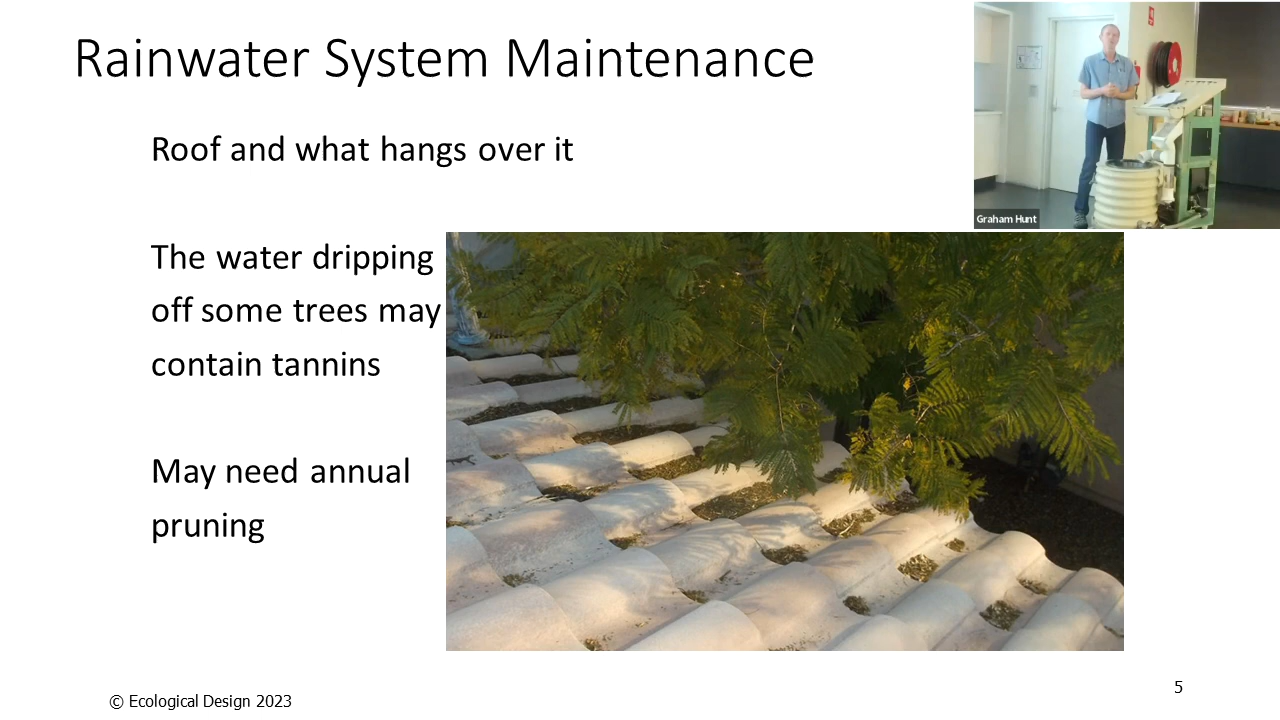 Rainwater System Maintenance
Roof and what hangs over it
Graham Hunt
The water dripping
off some trees may
contain tannins
May need annual
pruning
© Ecological Design 2023
5